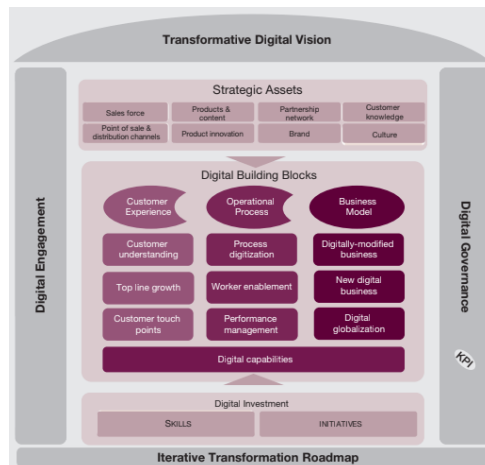 Transformative Digital Vision
Digital Engagement
Strategic Assets
Sales force
Products &
content
Partnership
network
Customer
knowledge
Point of sale &
distribution channels
Product innovation
Brand
Culture
Digital Building Blocks
Customer
Experience
Operational
Process
Business
Model
Customer
understanding
Process
digitization
Digitally-modified
business
Top line growth
Worker enablement
New digital
business
Customer touch
points
Performance
management
Digital
globalization
Digital capabilities
Digital Investment
SKILLS
INITIATIVES
Digital Governance
KPI
Iterative Transformation Roadmap